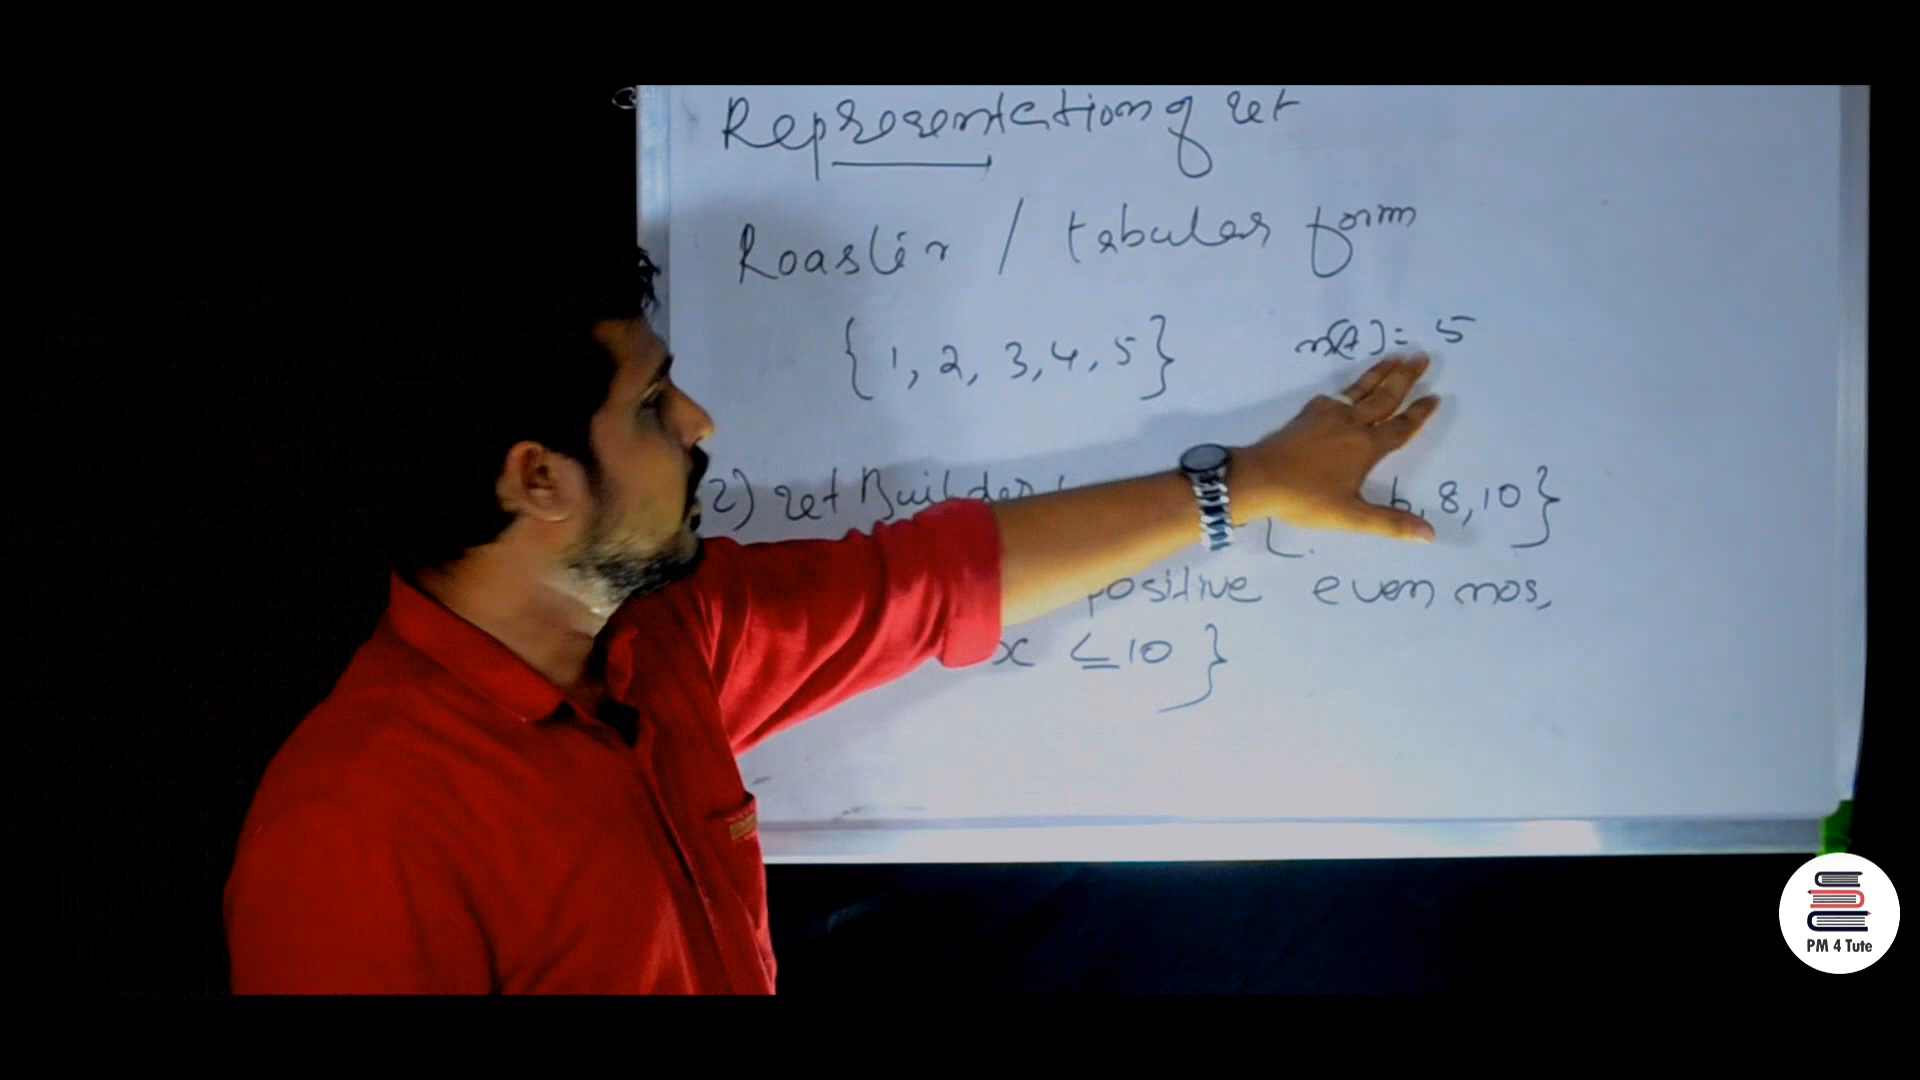 Representation of set
Roaster / tabular form
{ 1, 2, 3, 4, 5 } n(A) = 5
2) set Builder { 6, 8, 10 }
positive even nos,
x ≤ 10 }
PM 4 Tute